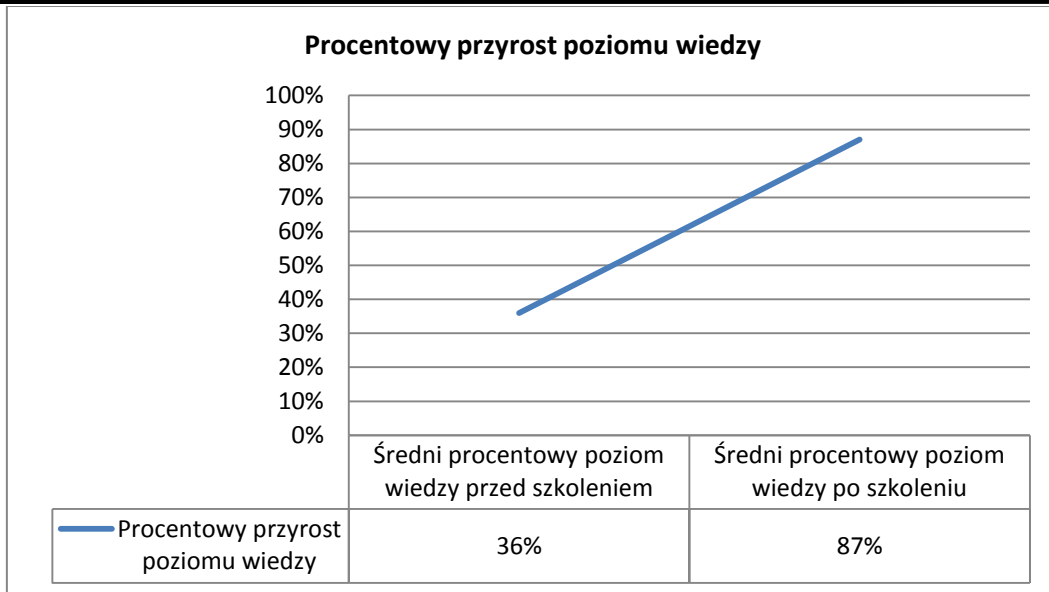 Procentowy przyrost poziomu wiedzy
100%
90%
80%
70%
60%
50%
40%
30%
20%
10%
0%
Średni procentowy poziom
wiedzy przed szkoleniem
Średni procentowy poziom
wiedzy po szkoleniu
Procentowy przyrost
poziomu wiedzy
36%
87%